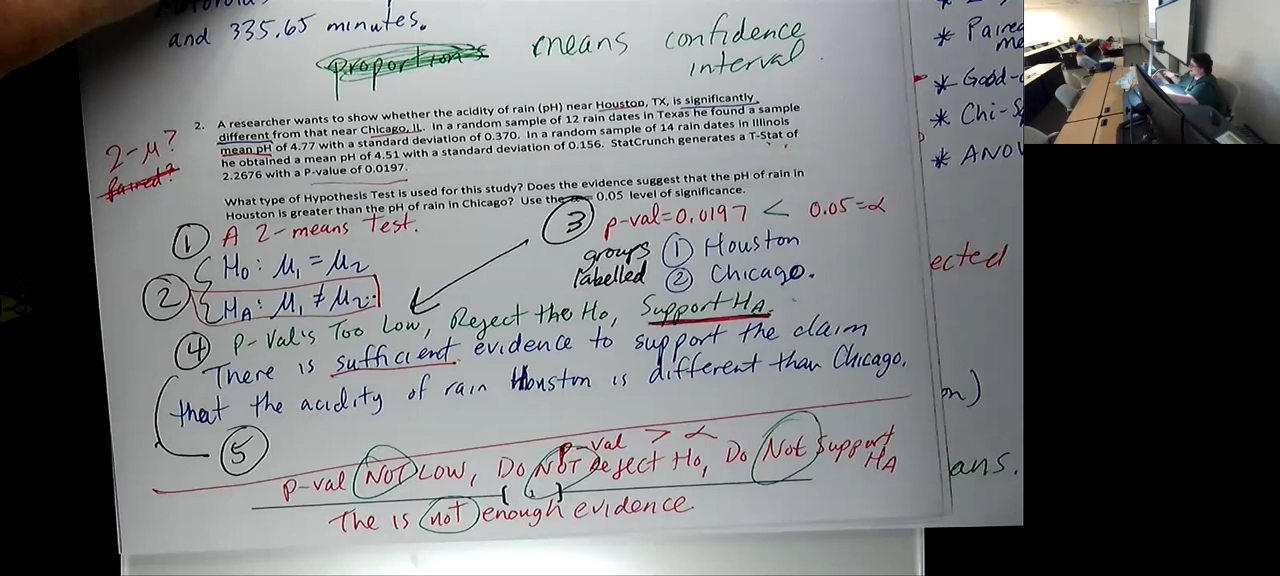 and 335.65 minutes.
proportions means confidence
interval.
2. A researcher wants to show whether the acidity of rain (pH) near Houston, TX, is significantly
different from that near Chicago, IL. In a random sample of 12 rain dates in Texas he found a sample
mean pH of 4.77 with a standard deviation of 0.370. In a random sample of 14 rain dates in Illinois
he obtained a mean pH of 4.51 with a standard deviation of 0.156. StatCrunch generates a T-Stat of
2.2676 with a P-value of 0.0197.
2-μ?
paired?
What type of Hypothesis Test is used for this study? Does the evidence suggest that the pH of rain in
Houston is greater than the pH of rain in Chicago? Use the 0.05 level of significance.
① A 2-means Test.
③ p-val=0.0197 < 0.05=α
② { H₀: μ₁ = μ₂
{ HA: μ₁ ≠ μ₂
groups ① Houston
labelled ② Chicago.
④ P-Val's Too Low, Reject the Ho, Support HA.
There is sufficient evidence to support the claim
that the acidity of rain Houston is different than Chicago.
⑤
p-val > α
p-val NOT LOW, DO NOT Reject Ho, Do Not Support
HA
The is not enough evidence
* Paired
* Good-
* Chi-S
* ANOV
ected
on)
ans.